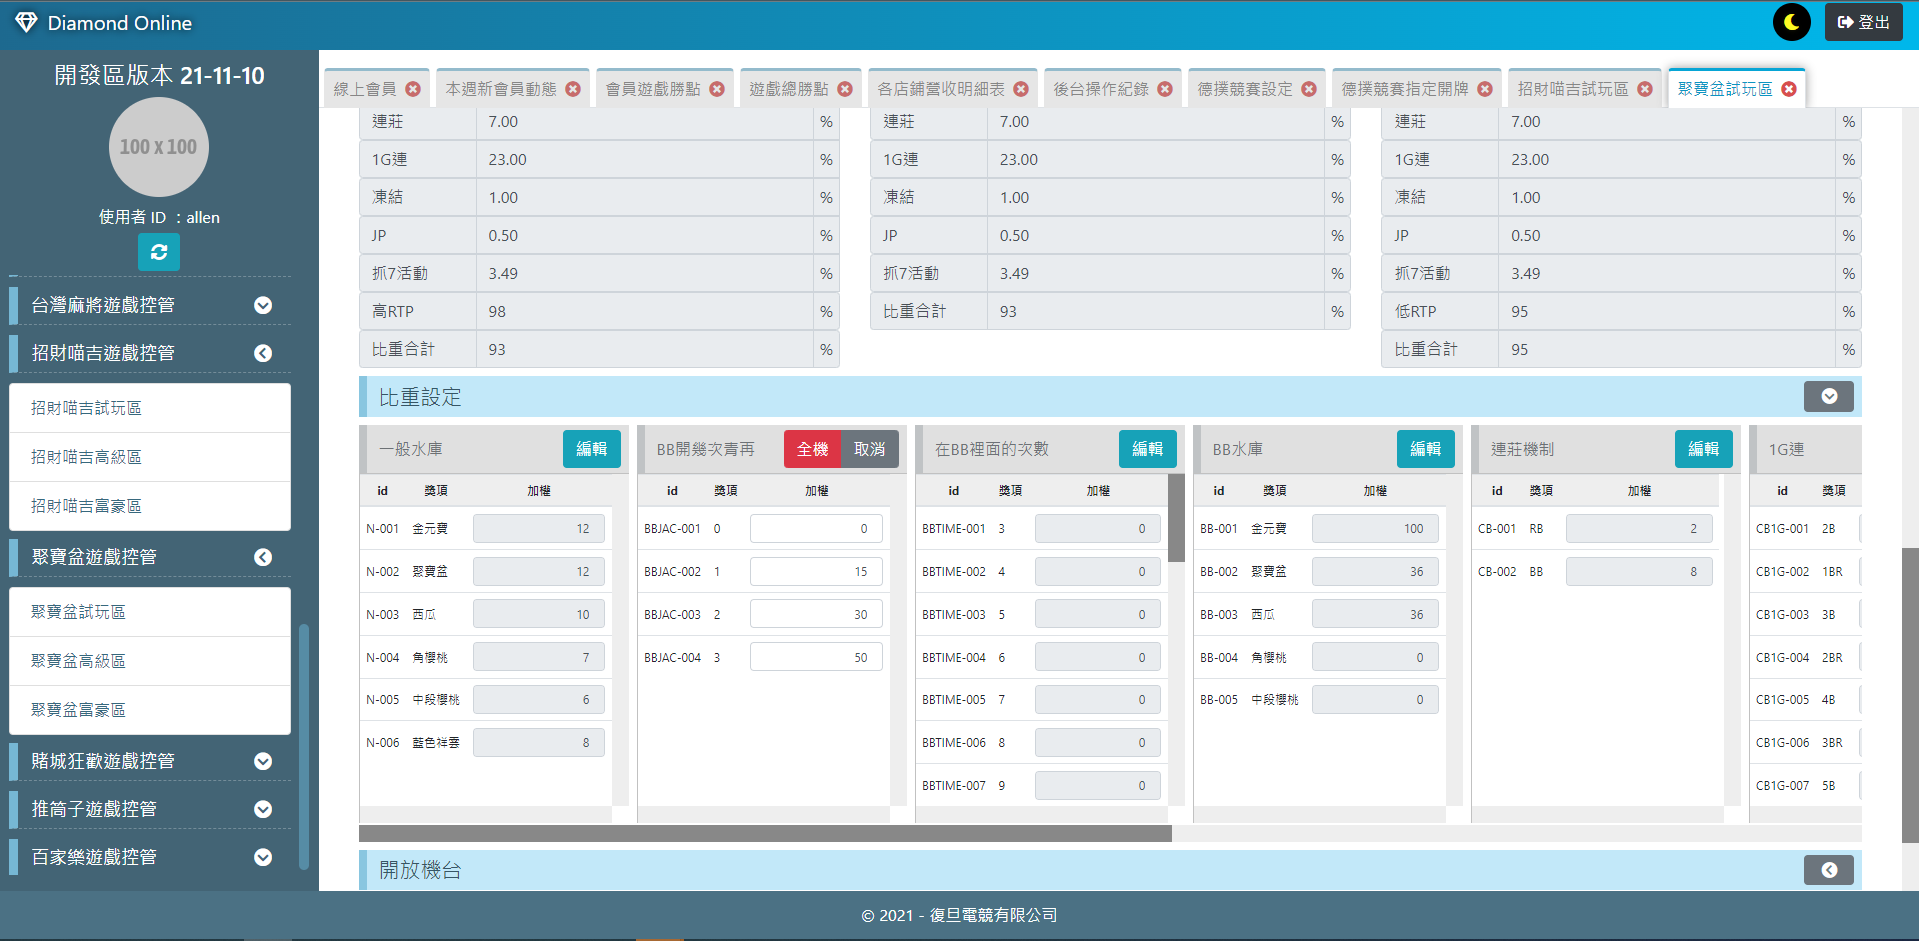 Diamond Online
登出
開發區版本 21-11-10
100 x 100
使用者 ID ：allen
台灣麻將遊戲控管
招財喵吉遊戲控管
招財喵吉試玩區
招財喵吉高級區
招財喵吉富豪區
聚寶盆遊戲控管
聚寶盆試玩區
聚寶盆高級區
聚寶盆富豪區
賭城狂歡遊戲控管
推筒子遊戲控管
百家樂遊戲控管
線上會員 本週新會員動態 會員遊戲勝點 遊戲總勝點 各店鋪營收明細表 後台操作紀錄 德撲競賽設定 德撲競賽指定開牌 招財喵吉試玩區 聚寶盆試玩區
連莊 7.00 % 連莊 7.00 % 連莊 7.00 %
1G連 23.00 % 1G連 23.00 % 1G連 23.00 %
凍結 1.00 % 凍結 1.00 % 凍結 1.00 %
JP 0.50 % JP 0.50 % JP 0.50 %
抓7活動 3.49 % 抓7活動 3.49 % 抓7活動 3.49 %
高RTP 98 % 比重合計 93 % 低RTP 95 %
比重合計 93 % 比重合計 95 %
比重設定
一般水庫 編輯 BB開幾次青再 全機 取消 在BB裡面的次數 編輯 BB水庫 編輯 連莊機制 編輯 1G連
id 獎項 加權 id 獎項 加權 id 獎項 加權 id 獎項 加權 id 獎項 加權 id 獎項
N-001 金元寶 12 BBJAC-001 0 0 BBTIME-001 3 0 BB-001 金元寶 100 CB-001 RB 2 CB1G-001 2B
N-002 聚寶盆 12 BBJAC-002 1 15 BBTIME-002 4 0 BB-002 聚寶盆 36 CB-002 BB 8 CB1G-002 1BR
N-003 西瓜 10 BBJAC-003 2 30 BBTIME-003 5 0 BB-003 西瓜 36 CB1G-003 3B
N-004 角櫻桃 7 BBJAC-004 3 50 BBTIME-004 6 0 BB-004 角櫻桃 0 CB1G-004 2BR
N-005 中段櫻桃 6 BBTIME-005 7 0 BB-005 中段櫻桃 0 CB1G-005 4B
N-006 藍色祥雲 8 BBTIME-006 8 0 CB1G-006 3BR
BBTIME-007 9 0 CB1G-007 5B
開放機台
© 2021 - 復旦電競有限公司